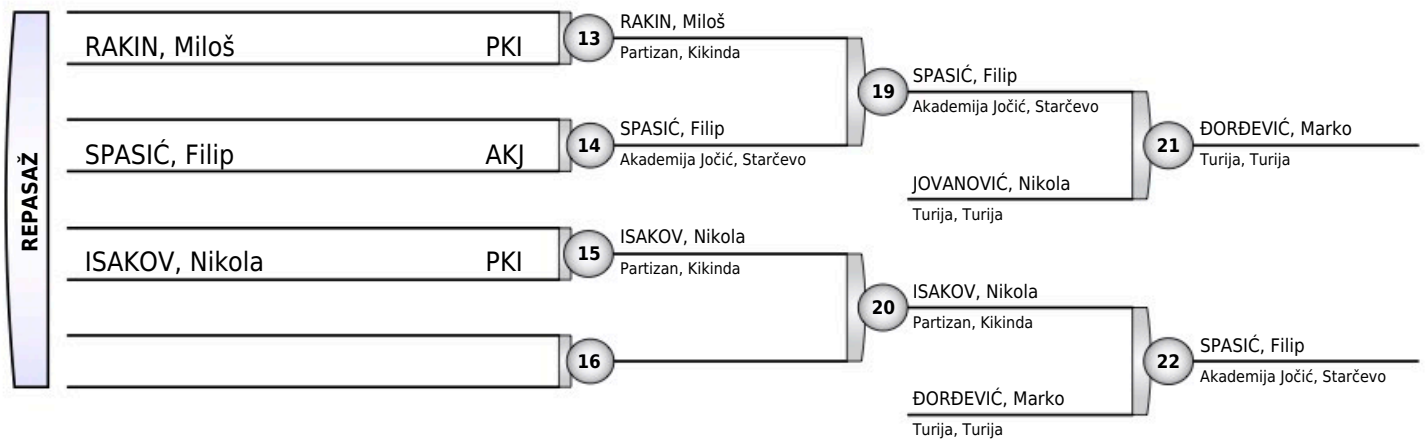 REPASAŽ
RAKIN, Miloš PKI
13
RAKIN, Miloš
Partizan, Kikinda
SPASIĆ, Filip AKJ
14
SPASIĆ, Filip
Akademija Jočić, Starčevo
19
SPASIĆ, Filip
Akademija Jočić, Starčevo
JOVANOVIĆ, Nikola
Turija, Turija
21
ĐORĐEVIĆ, Marko
Turija, Turija
ISAKOV, Nikola PKI
15
ISAKOV, Nikola
Partizan, Kikinda
16
20
ISAKOV, Nikola
Partizan, Kikinda
ĐORĐEVIĆ, Marko
Turija, Turija
22
SPASIĆ, Filip
Akademija Jočić, Starčevo